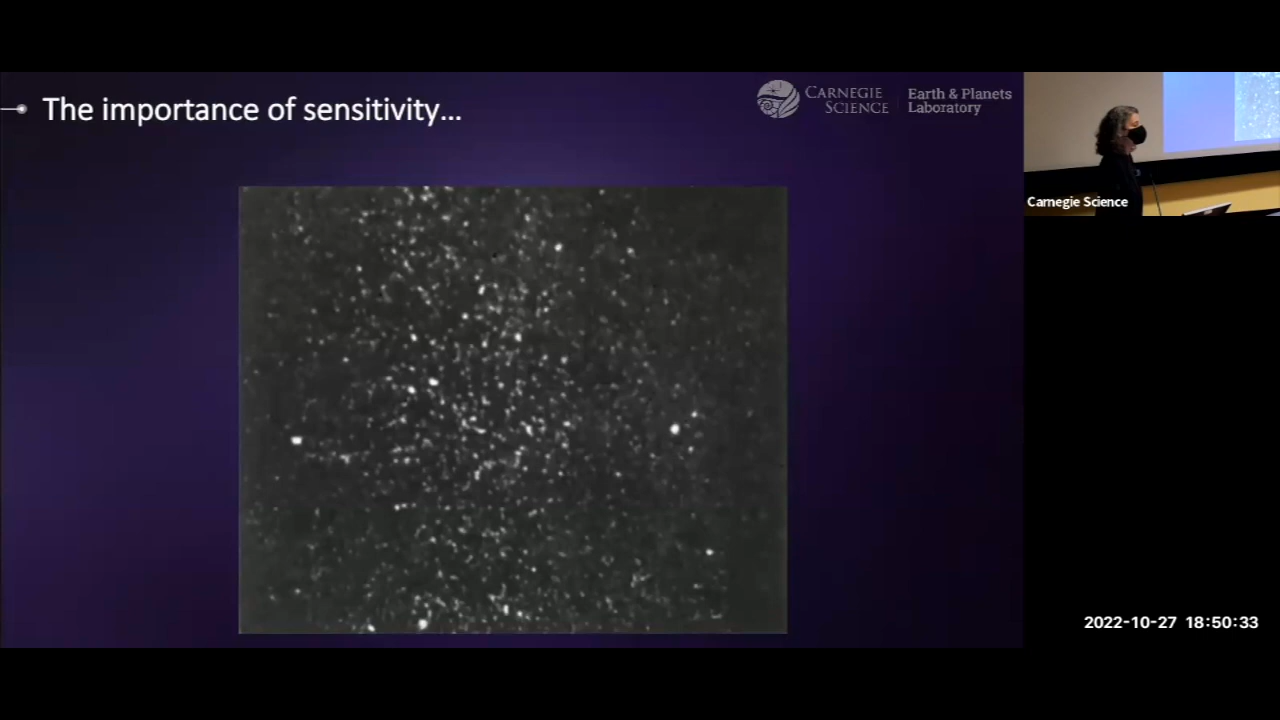 The importance of sensitivity...
CARNEGIE
SCIENCE
Earth & Planets
Laboratory
Carnegie Science
2022-10-27 18:50:33